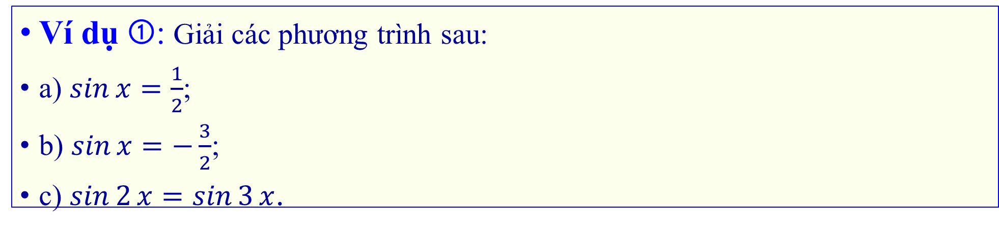 • Ví dụ ①: Giải các phương trình sau:
• a) sin x = 1/2;
• b) sin x = −3/2;
• c) sin 2 x = sin 3 x.